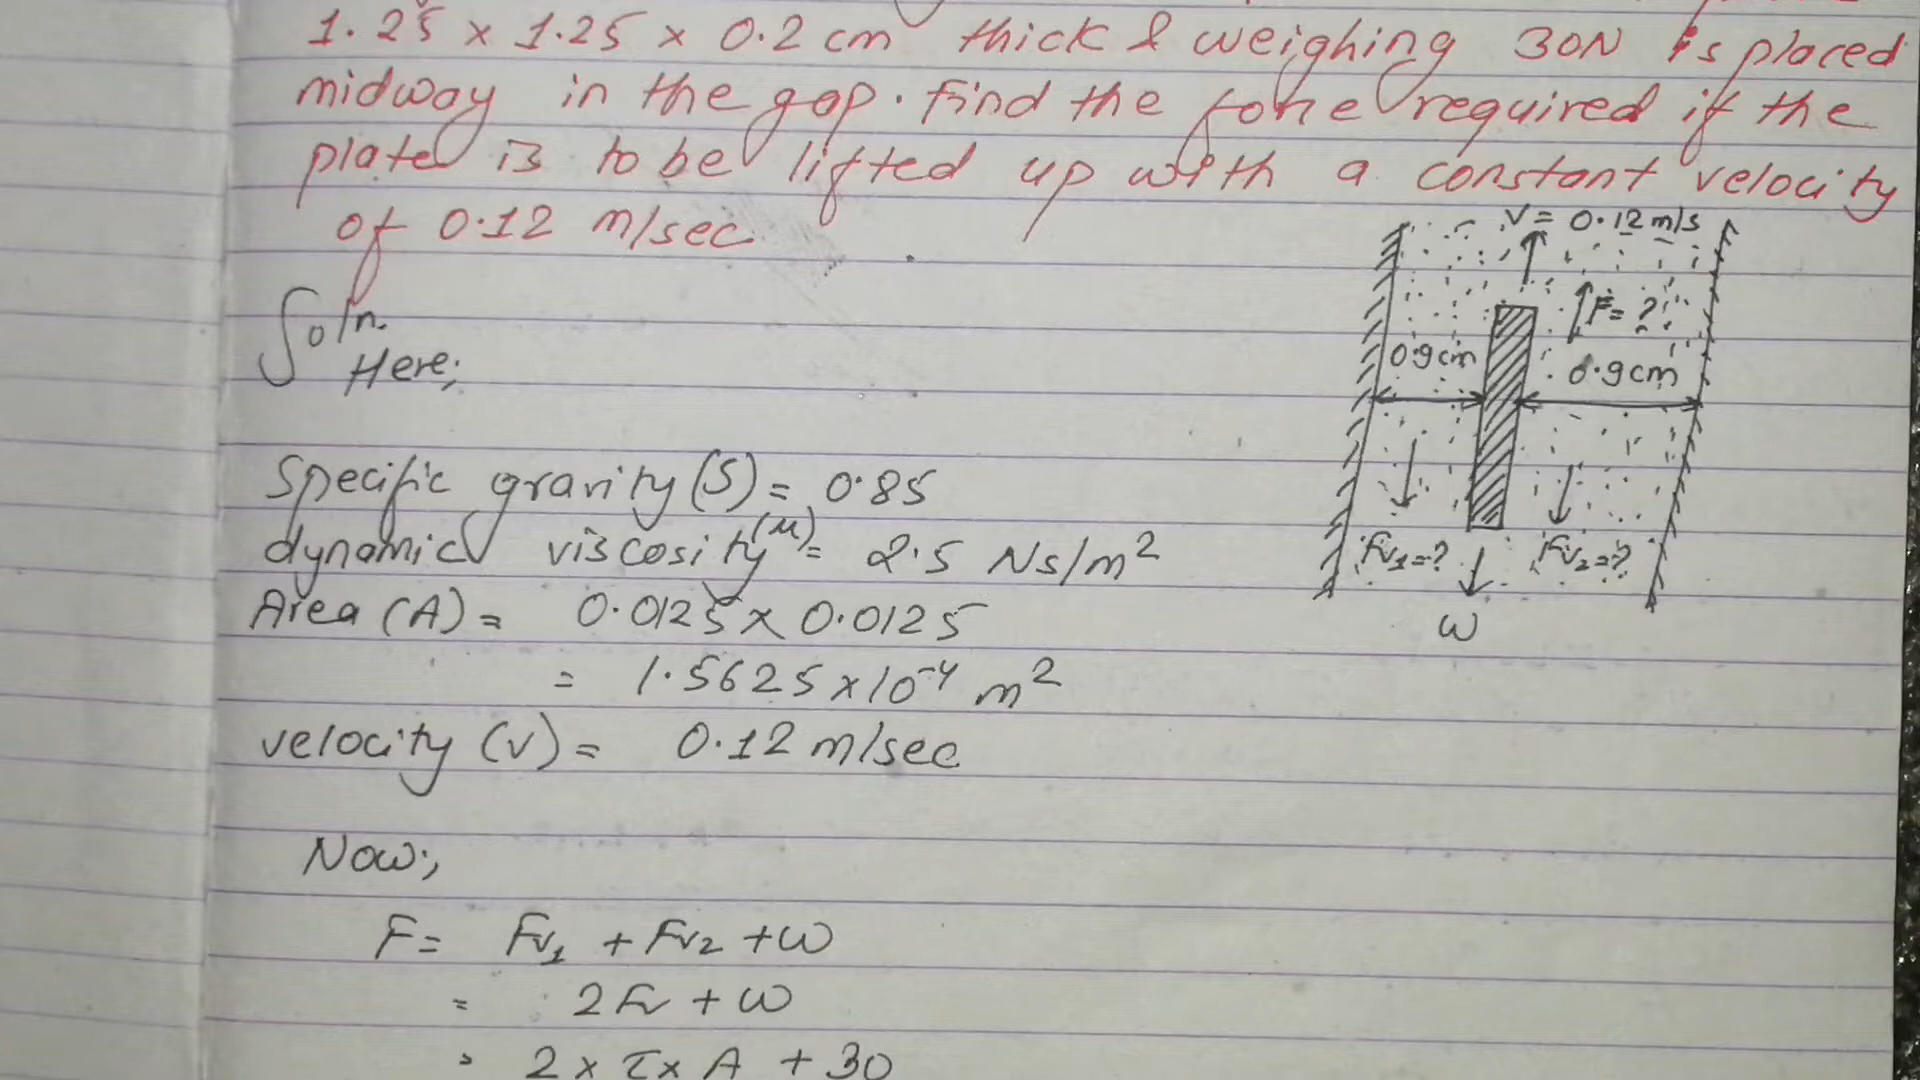 1.25 x 1.25 x 0.2 cm thick & weighing 30N is placed
midway in the gap. find the forne required if the
plate is to be lifted up with a constant velocity
of 0.12 m/sec.
V = 0.12 m/s
F = ?
0.9cm
0.9cm
Fv1=?
Fv2=?
W
Soln.
Here;
Specific gravity (S) = 0.85
dynamic viscosity (μ) = 2.5 Ns/m²
Area (A) = 0.0125 x 0.0125
= 1.5625 x 10⁻⁴ m²
velocity (v) = 0.12 m/sec
Now;,
F = Fv1 + Fv2 + W
= 2Fv + W
= 2 x τ x A + 30